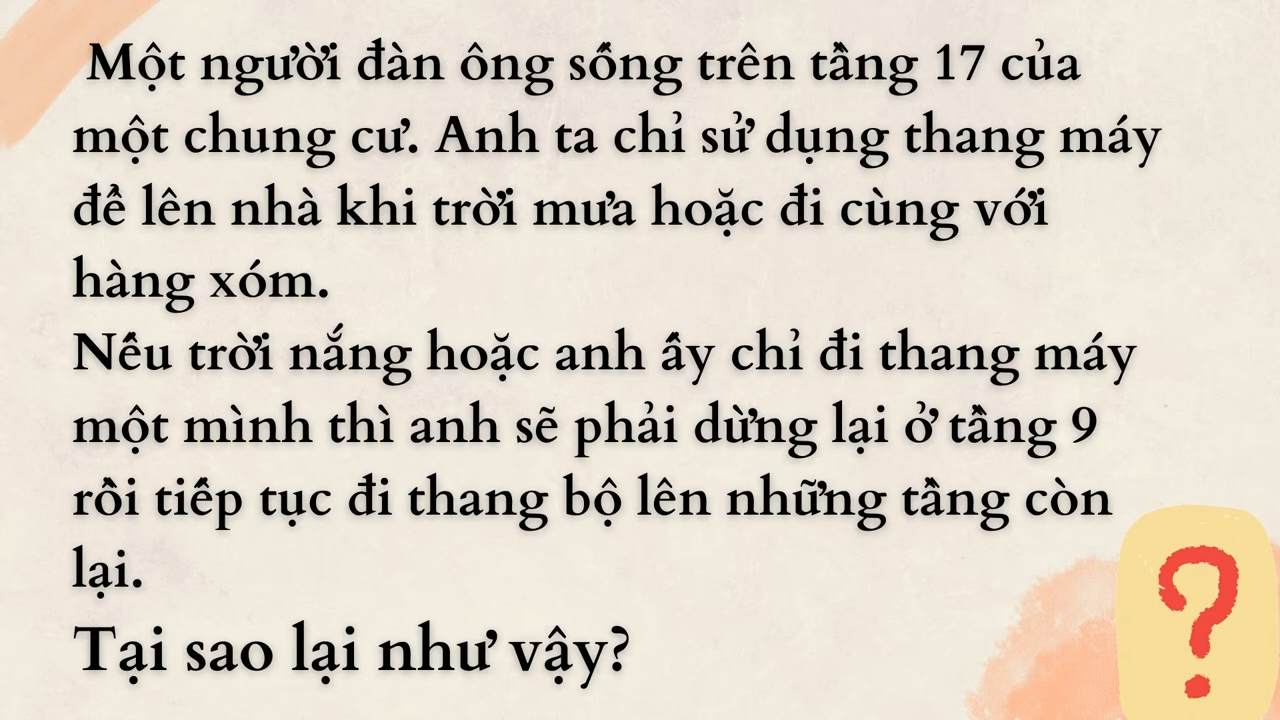 Một người đàn ông sống trên tầng 17 của
một chung cư. Anh ta chỉ sử dụng thang máy
để lên nhà khi trời mưa hoặc đi cùng với
hàng xóm.
Nếu trời nắng hoặc anh ấy chỉ đi thang máy
một mình thì anh sẽ phải dừng lại ở tầng 9
rồi tiếp tục đi thang bộ lên những tầng còn
lại.
Tại sao lại như vậy?
?